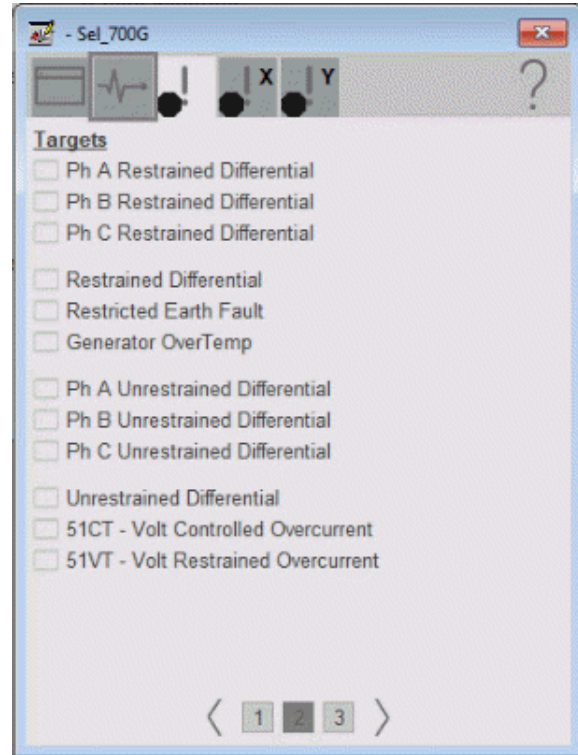 - Sel_700G
X Y ?
Targets
Ph A Restrained Differential
Ph B Restrained Differential
Ph C Restrained Differential
Restrained Differential
Restricted Earth Fault
Generator OverTemp
Ph A Unrestrained Differential
Ph B Unrestrained Differential
Ph C Unrestrained Differential
Unrestrained Differential
51CT - Volt Controlled Overcurrent
51VT - Volt Restrained Overcurrent
1 2 3